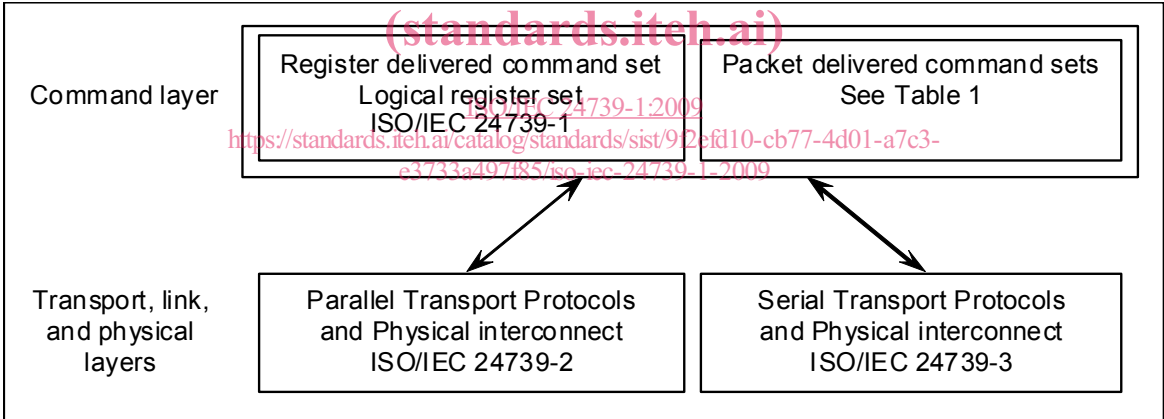 (standards.iteh.ai)
Register delivered command set
Logical register set
ISO/IEC 24739-1
Packet delivered command sets
See Table 1
Command layer
ISO/IEC 24739-1:2009
https://standards.iteh.ai/catalog/standards/sist/9f2efd10-cb77-4d01-a7c3-
e3733a497f85/iso-iec-24739-1-2009
Transport, link,
and physical
layers
Parallel Transport Protocols
and Physical interconnect
ISO/IEC 24739-2
Serial Transport Protocols
and Physical interconnect
ISO/IEC 24739-3